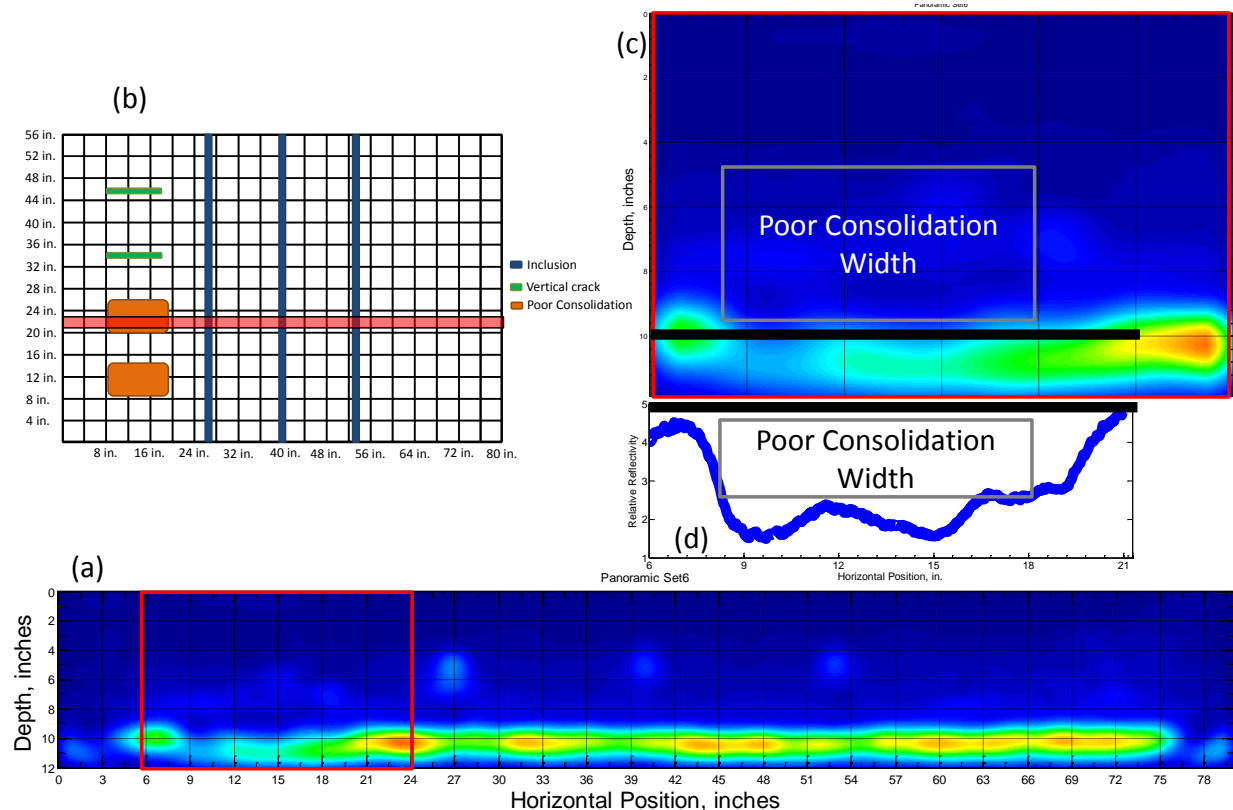 Panoramic Set6
(c)
0
2
4
6
8
10
Depth, inches
Poor Consolidation
Width
(b)
56 in.
52 in.
48 in.
44 in.
40 in.
36 in.
32 in.
28 in.
24 in.
20 in.
16 in.
12 in.
8 in.
4 in.
8 in. 16 in. 24 in. 32 in. 40 in. 48 in. 56 in. 64 in. 72 in. 80 in.
Inclusion
Vertical crack
Poor Consolidation
5
4
3
2
1
Relative Reflectivity
Poor Consolidation
Width
(d)
6 9 12 15 18 21
Horizontal Position, in.
(a)
Panoramic Set6
0
2
4
6
8
10
12
Depth, inches
0 3 6 9 12 15 18 21 24 27 30 33 36 39 42 45 48 51 54 57 60 63 66 69 72 75 78
Horizontal Position, inches